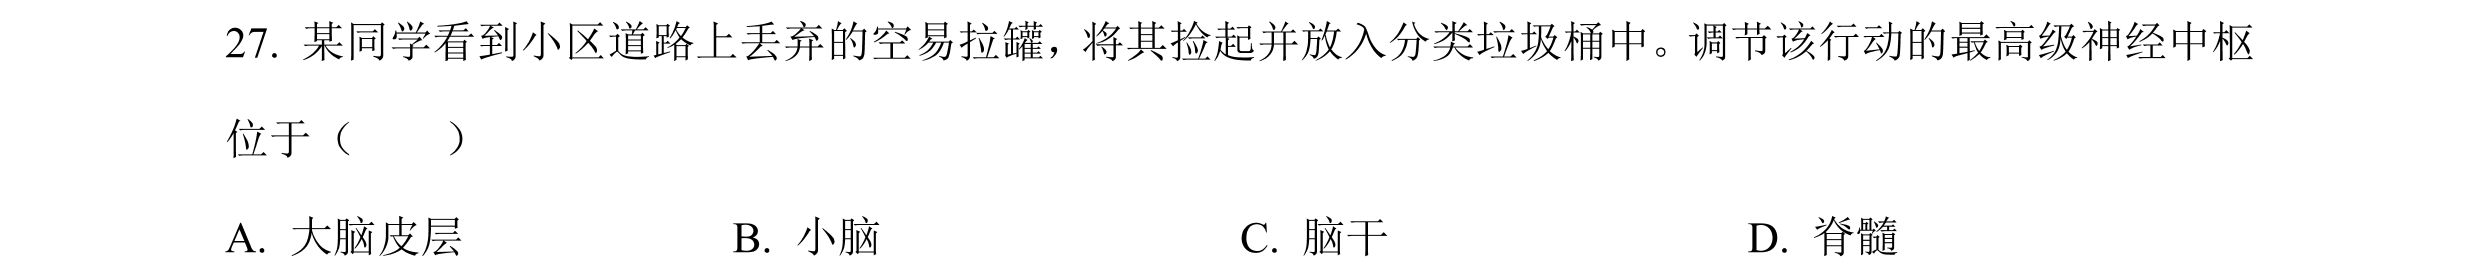 27. 某同学看到小区道路上丢弃的空易拉罐，将其捡起并放入分类垃圾桶中。调节该行动的最高级神经中枢
位于（　　）
A. 大脑皮层 B. 小脑 C. 脑干 D. 脊髓